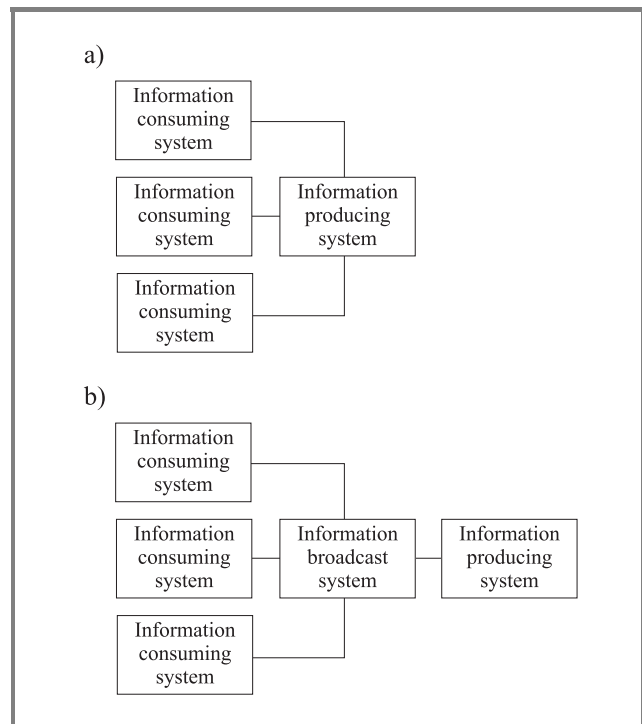 a)
Information
consuming
system
Information
consuming
system
Information
producing
system
Information
consuming
system
b)
Information
consuming
system
Information
consuming
system
Information
broadcast
system
Information
producing
system
Information
consuming
system